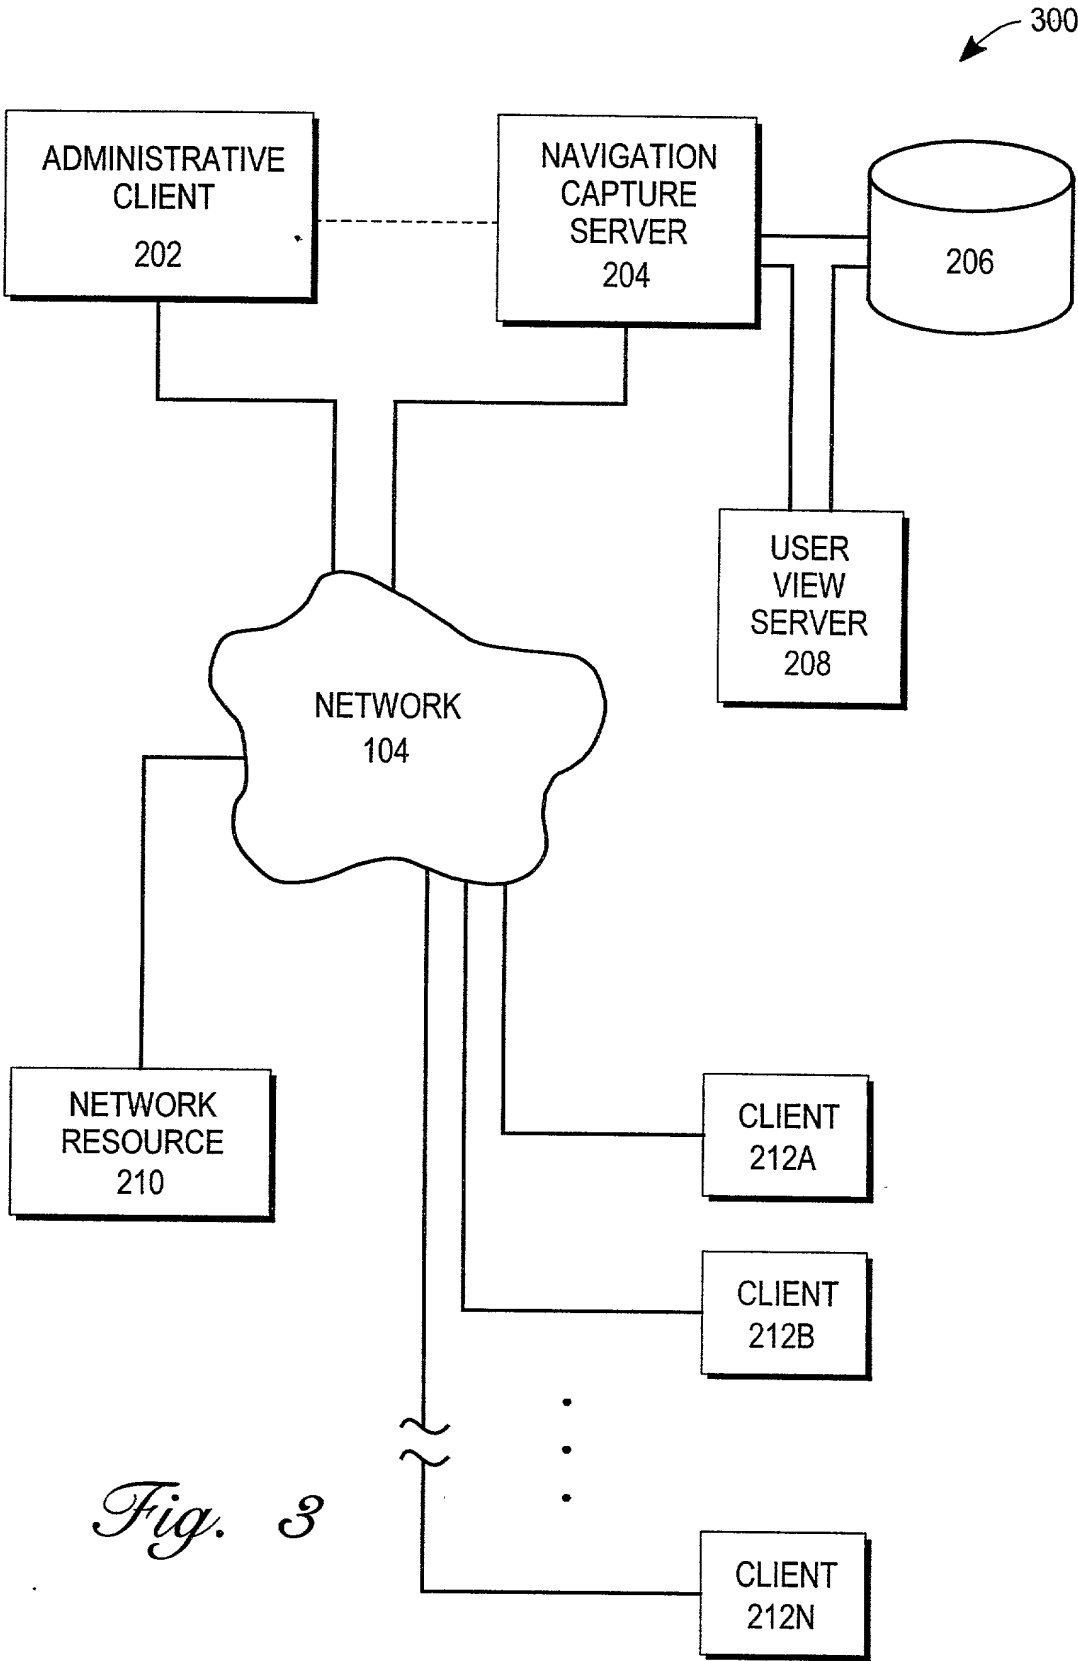 300
ADMINISTRATIVE
CLIENT
202
NAVIGATION
CAPTURE
SERVER
204
206
USER
VIEW
SERVER
208
NETWORK
104
NETWORK
RESOURCE
210
CLIENT
212A
CLIENT
212B
CLIENT
212N
Fig. 3